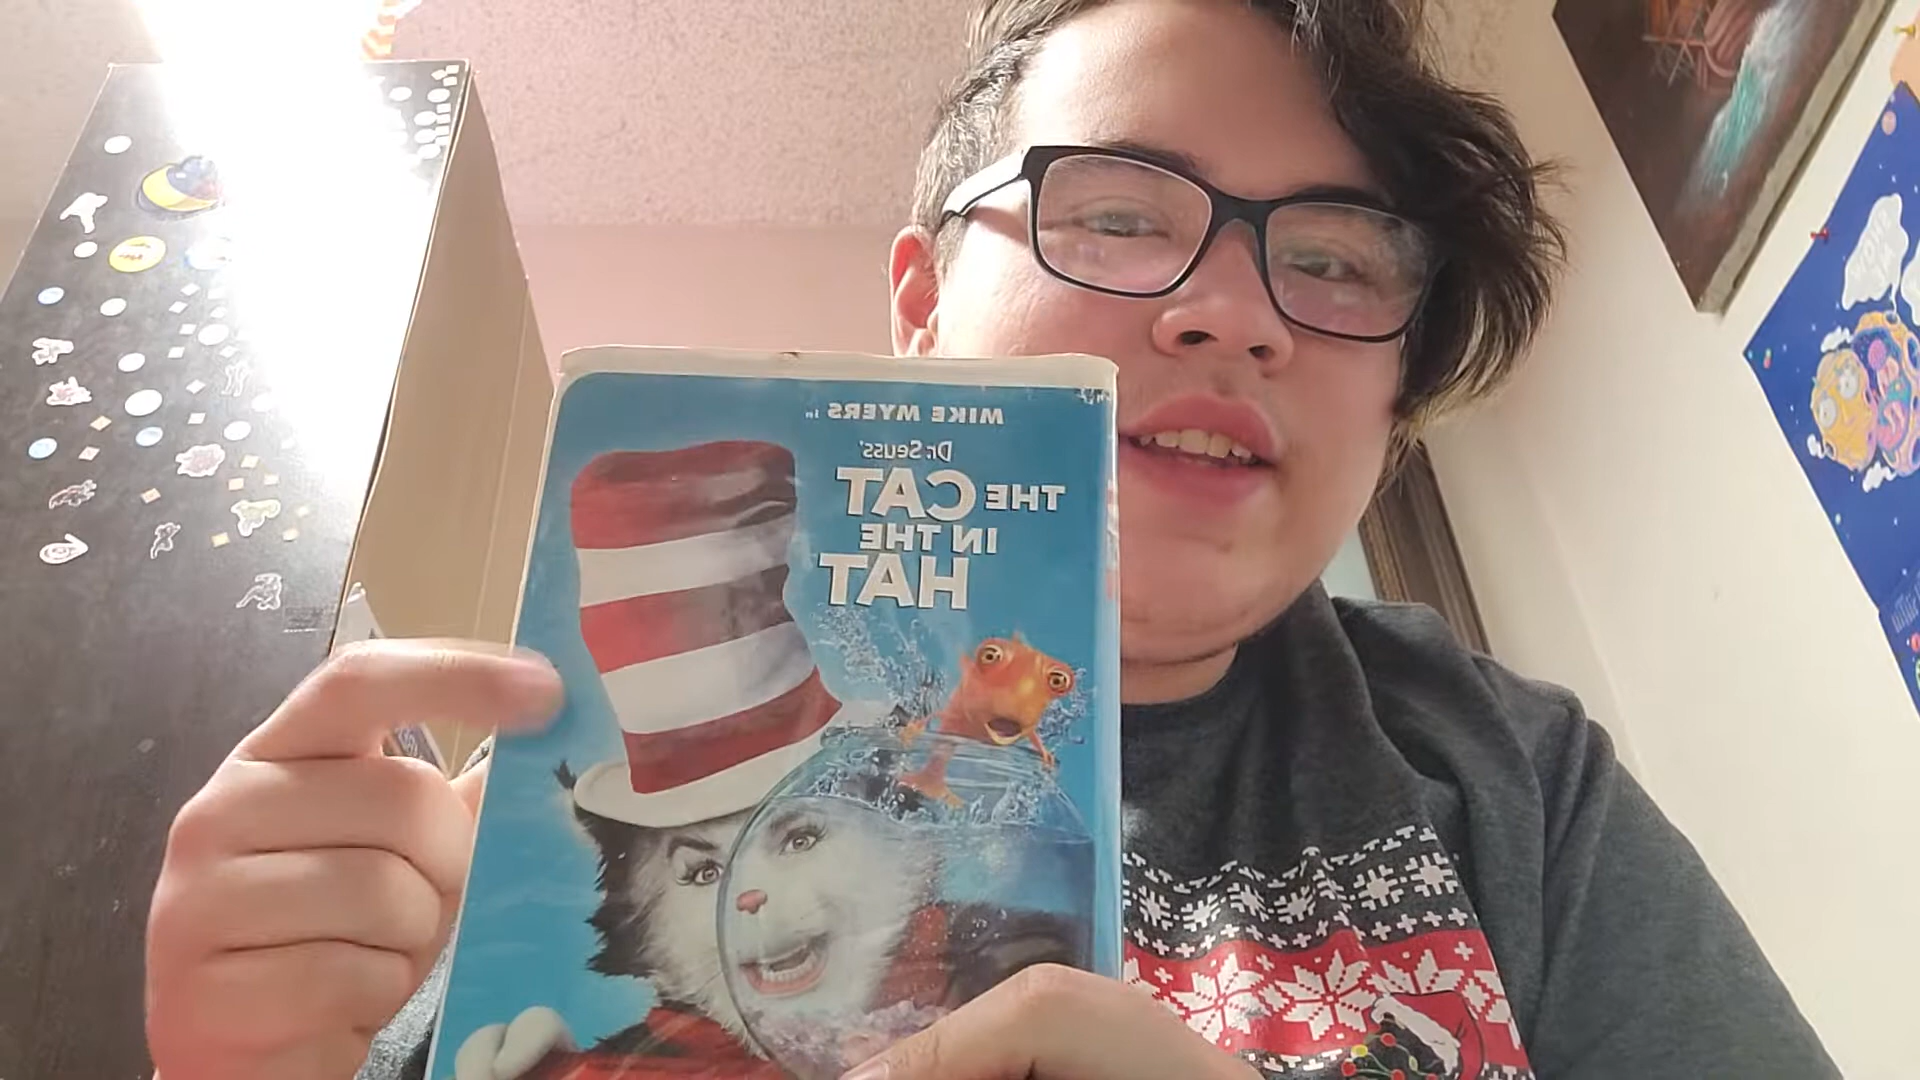 MIKE MYERS in
Dr. Seuss'
THE CAT
IN THE
HAT